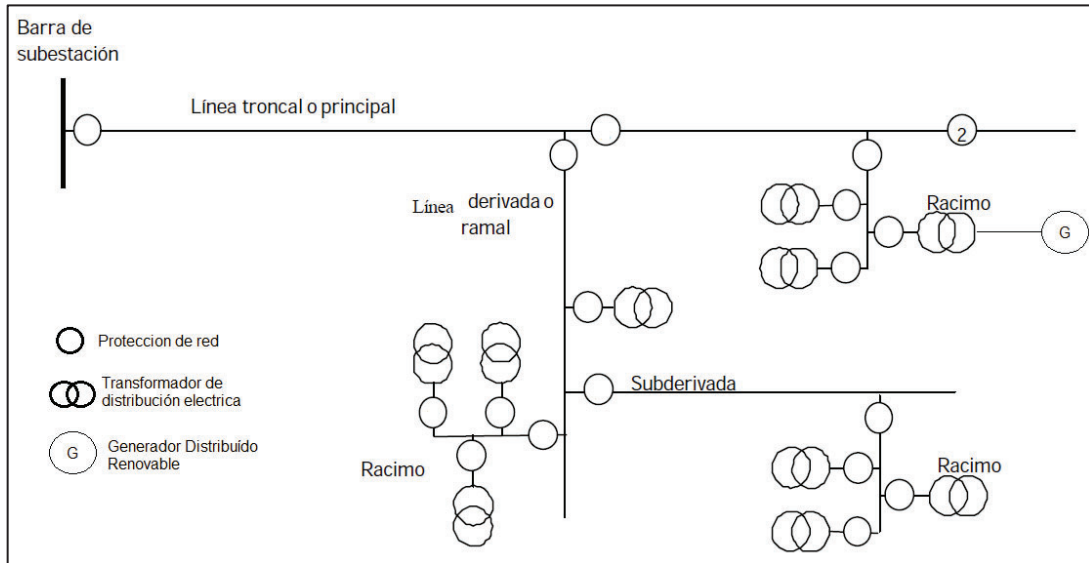 Barra de
subestación
Línea troncal o principal
2
Línea derivada o
ramal
Racimo
G
Proteccion de red
Transformador de
distribución electrica
G
Generador Distribuído
Renovable
Subderivada
Racimo
Racimo